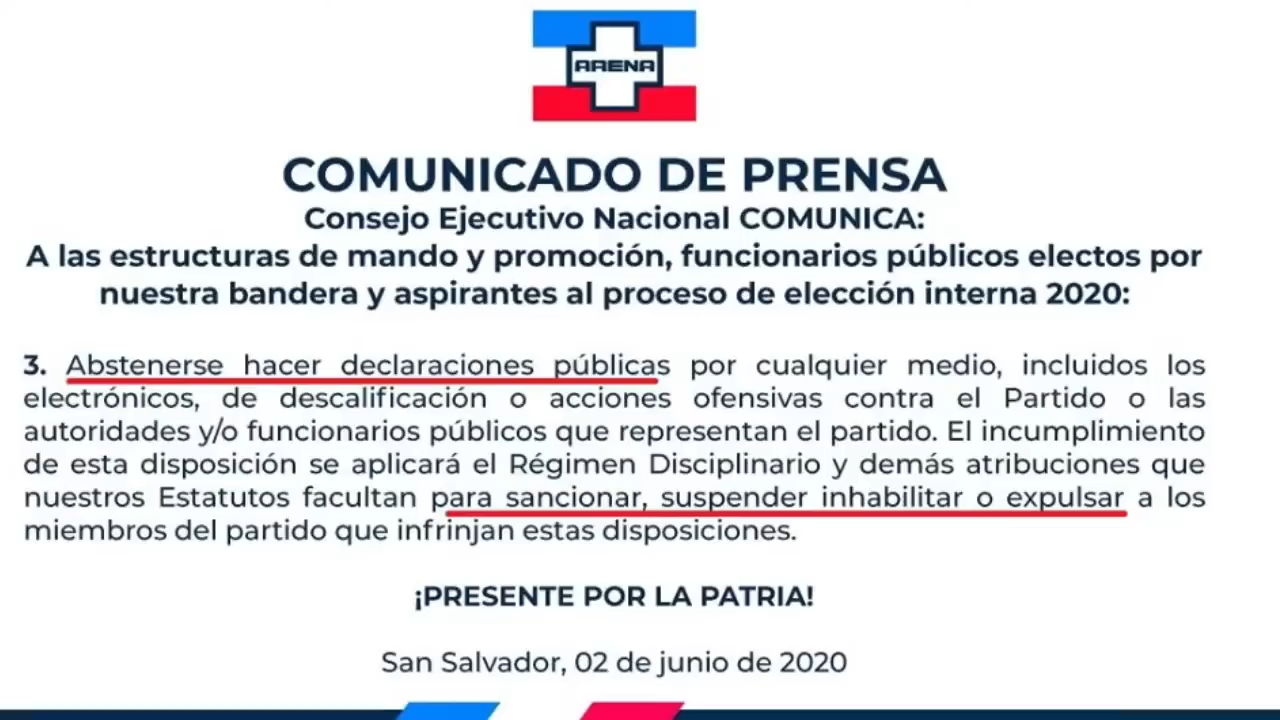 ARENA
COMUNICADO DE PRENSA
Consejo Ejecutivo Nacional COMUNICA:
A las estructuras de mando y promoción, funcionarios públicos electos por
nuestra bandera y aspirantes al proceso de elección interna 2020:
3. Abstenerse hacer declaraciones públicas por cualquier medio, incluidos los
electrónicos, de descalificación o acciones ofensivas contra el Partido o las
autoridades y/o funcionarios públicos que representan el partido. El incumplimiento
de esta disposición se aplicará el Régimen Disciplinario y demás atribuciones que
nuestros Estatutos facultan para sancionar, suspender inhabilitar o expulsar a los
miembros del partido que infrinjan estas disposiciones.
¡PRESENTE POR LA PATRIA!
San Salvador, 02 de junio de 2020